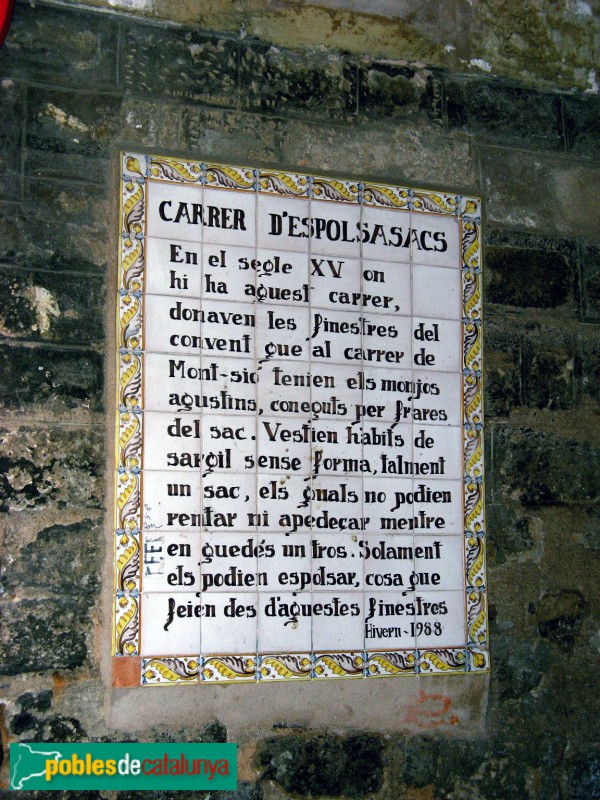 CARRER D'ESPOLSASACS
En el segle XV on
hi ha aquest carrer,
donaven les finestres del
convent que al carrer de
Mont-sió tenien els monjos
agustins, coneguts per frares
del sac. Vestien hàbits de
sargil sense forma, talment
un sac, els quals no podien
rentar ni apedeçar mentre
en quedés un tros. Solament
els podien espolsar, cosa que
feien des d'aquestes finestres
Hivern-1988
poblesdecatalunya